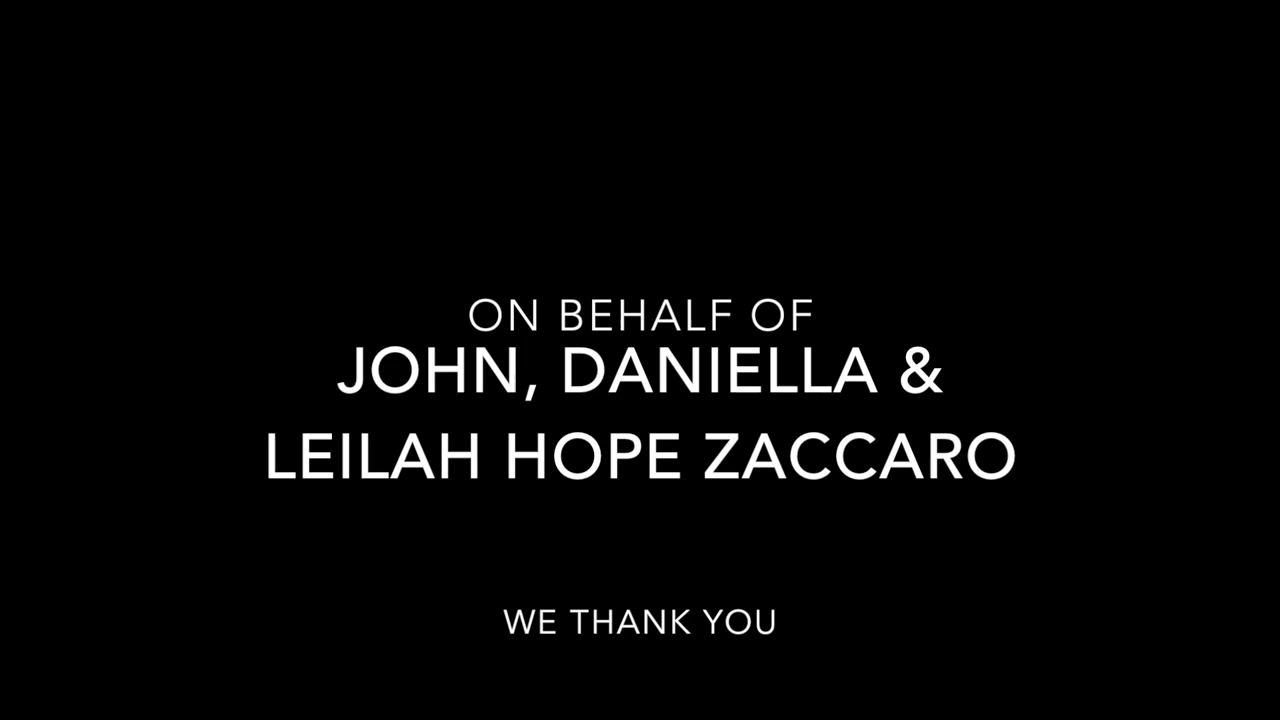 ON BEHALF OF
JOHN, DANIELLA &
LEILAH HOPE ZACCARO
WE THANK YOU